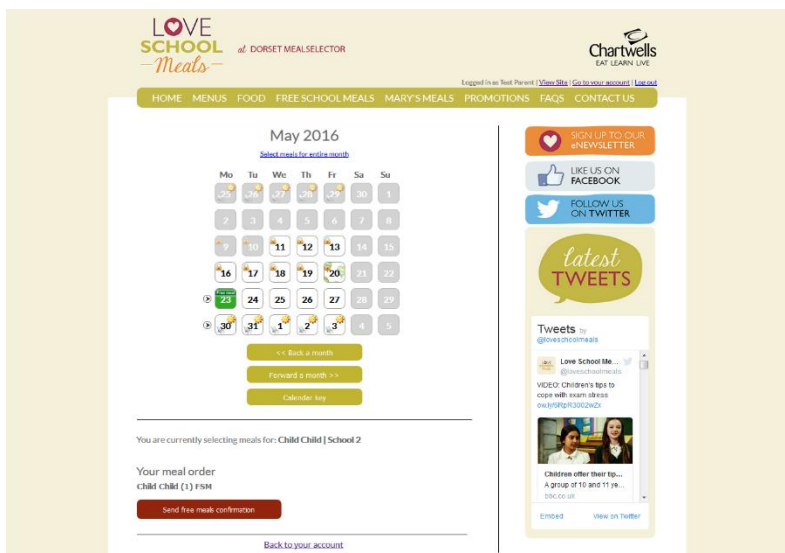 LOVE
SCHOOL
Meals
at DORSET MEALSELECTOR
Chartwells
EAT LEARN LIVE
Logged in as Test Parent | View Site | Go to your account | Log out
HOME MENUS FOOD FREE SCHOOL MEALS MARY'S MEALS PROMOTIONS FAQS CONTACT US
May 2016
Select meals for entire month
Mo Tu We Th Fr Sa Su
25 26 27 28 29 30 1
2 3 4 5 6 7 8
9 10 11 12 13 14 15
16 17 18 19 20 21 22
Free meal
23 24 25 26 27 28 29
30 31 1 2 3 4 5
<< Back a month
Forward a month >>
Calendar key
You are currently selecting meals for: Child Child | School 2
Your meal order
Child Child (1) FSM
Send free meals confirmation
Back to your account
SIGN UP TO OUR
eNEWSLETTER
LIKE US ON
FACEBOOK
FOLLOW US
ON TWITTER
latest
TWEETS
Tweets by
@loveschoolmeals
Love School Me...
@loveschoolmeals
VIDEO: Children's tips to
cope with exam stress
Children offer their tip...
A group of 10 and 11 ye...
bbc.co.uk
Embed View on Twitter